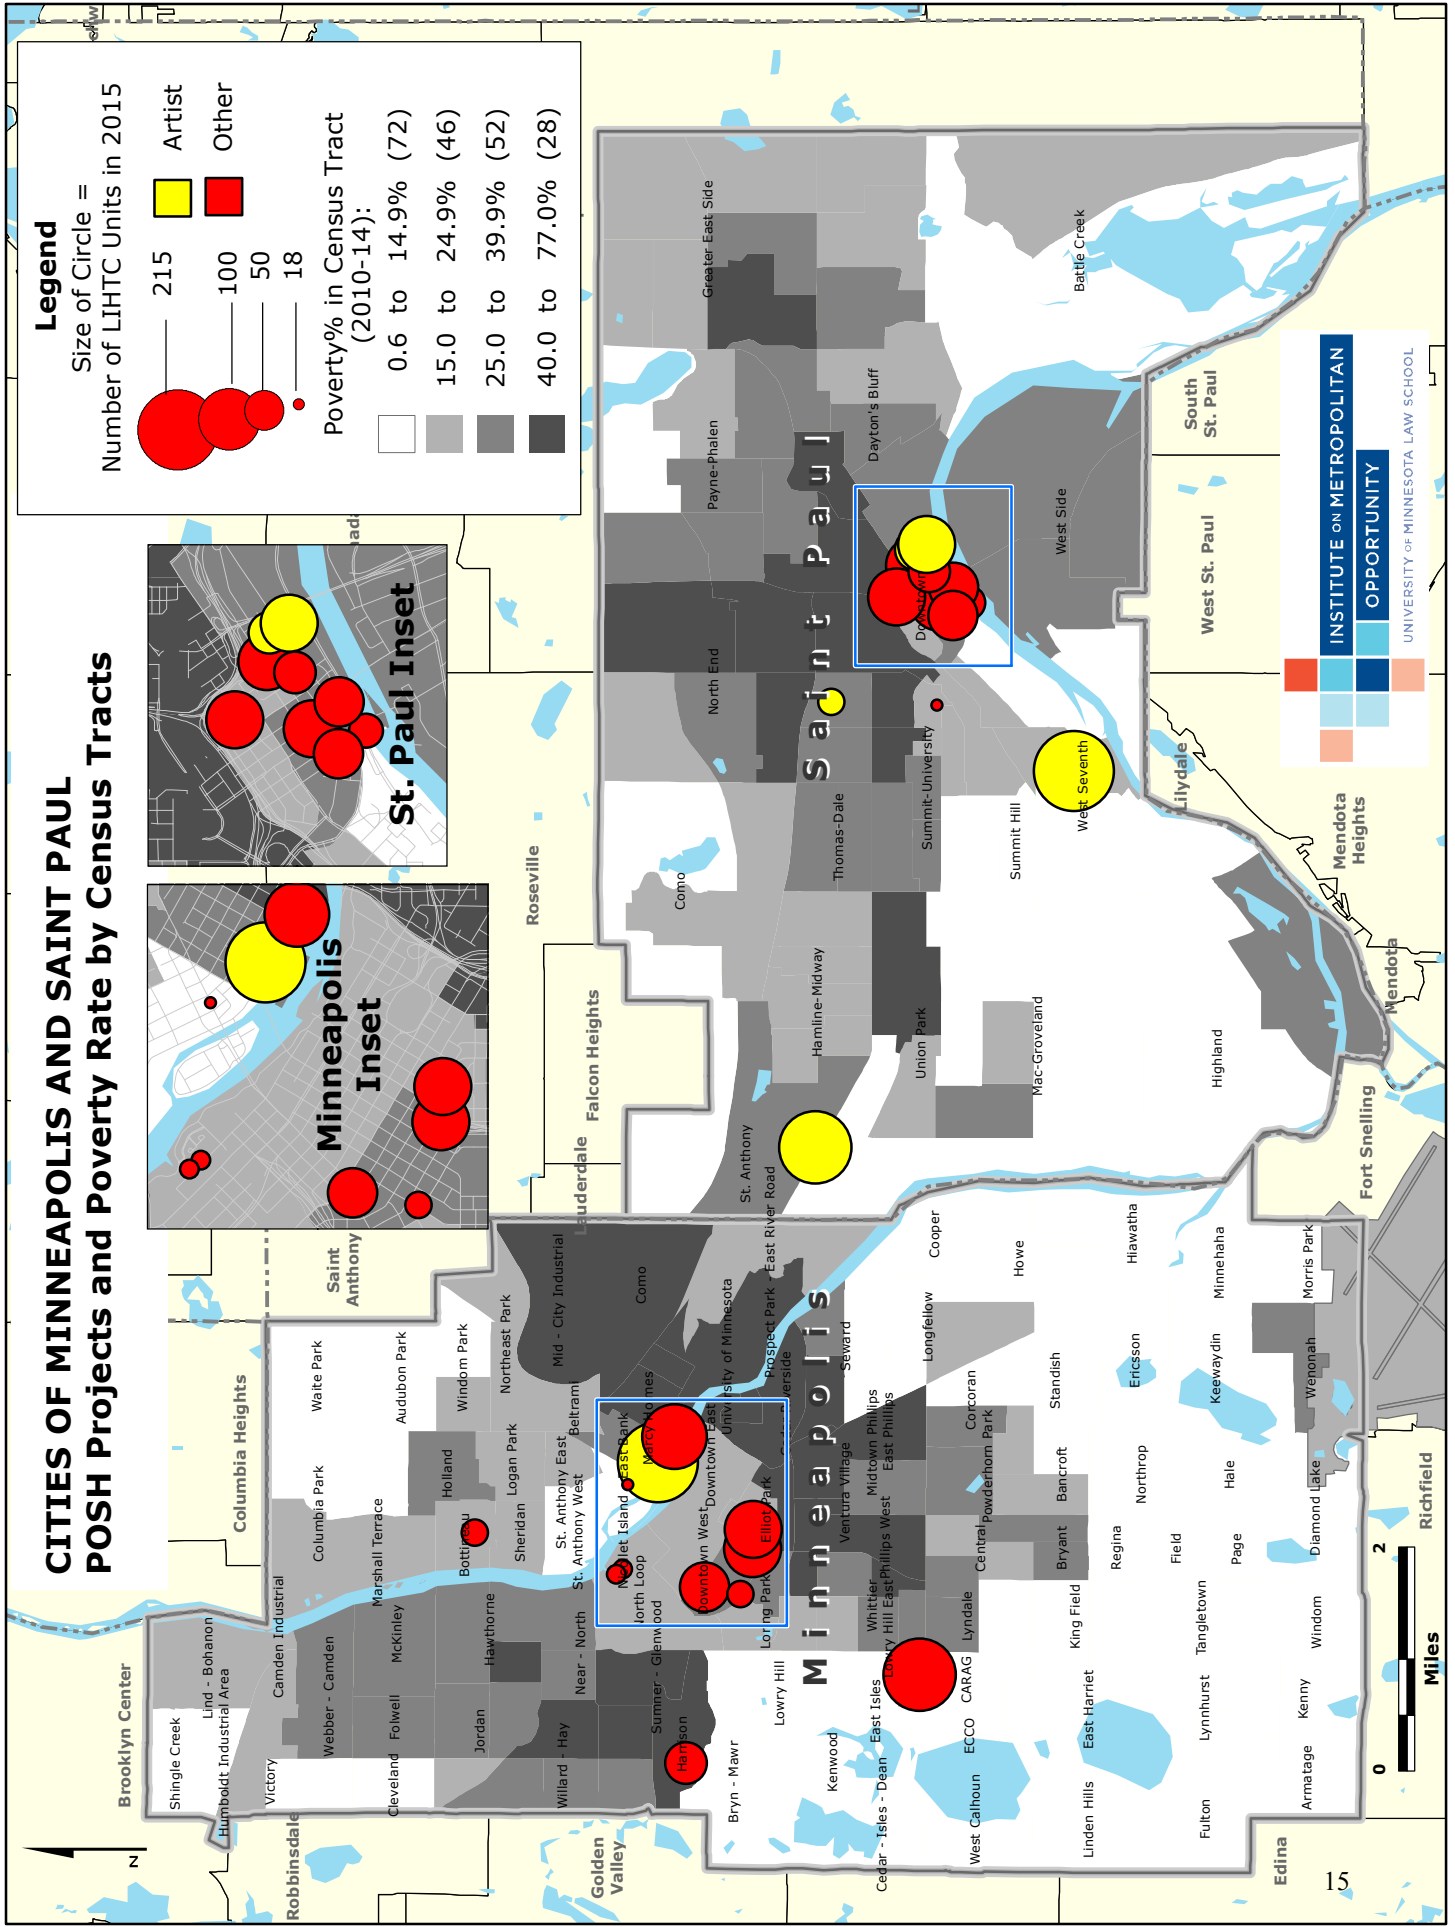 CITIES OF MINNEAPOLIS AND SAINT PAUL
POSH Projects and Poverty Rate by Census Tracts
Legend
Size of Circle =
Number of LIHTC Units in 2015
215
100
50
18
Artist
Other
Poverty% in Census Tract
(2010-14):
0.6 to 14.9% (72)
15.0 to 24.9% (46)
25.0 to 39.9% (52)
40.0 to 77.0% (28)
Minneapolis
Inset
St. Paul Inset
N
Brooklyn Center
Robbinsdale
Golden
Valley
Columbia Heights
Saint
Anthony
Lauderdale
Falcon Heights
Roseville
Edina
Richfield
Fort Snelling
Mendota
Mendota
Heights
Lilydale
West St. Paul
South
St. Paul
Minneapolis
Saint Paul
Shingle Creek
Lind - Bohanon
Humboldt Industrial Area
Camden Industrial
Victory
Webber - Camden
Columbia Park
Waite Park
Marshall Terrace
Audubon Park
Cleveland
Folwell
McKinley
Holland
Windom Park
Bottineau
Jordan
Hawthorne
Logan Park
Northeast Park
Sheridan
Willard - Hay
Near - North
St. Anthony West
St. Anthony East
Beltrami
Mid - City Industrial
Como
Nicollet Island
East Bank
Marcy Holmes
North Loop
Sumner - Glenwood
Harrison
Downtown West
Downtown East
University of Minnesota
Prospect Park - East River Road
Bryn - Mawr
Lowry Hill
Loring Park
Elliot Park
Cedar Riverside
Kenwood
East Isles
Cedar - Isles - Dean
Lowry Hill East
Whittier
Phillips West
Ventura Village
Midtown Phillips
East Phillips
Seward
Longfellow
Cooper
Howe
Hiawatha
West Calhoun
ECCO
CARAG
Lyndale
Central
Powderhorn Park
Corcoran
Standish
Bancroft
Bryant
King Field
East Harriet
Linden Hills
Regina
Northrop
Ericsson
Field
Hale
Keewaydin
Minnehaha
Page
Tangletown
Lynnhurst
Fulton
Armatage
Kenny
Windom
Diamond Lake
Wenonah
Morris Park
St. Anthony
Como
Hamline-Midway
Union Park
Mac-Groveland
Highland
Thomas-Dale
Summit-University
Summit Hill
West Seventh
North End
Downtown
Payne-Phalen
Dayton's Bluff
West Side
Greater East Side
Battle Creek
0
2
Miles
INSTITUTE ON METROPOLITAN
OPPORTUNITY
UNIVERSITY OF MINNESOTA LAW SCHOOL
15